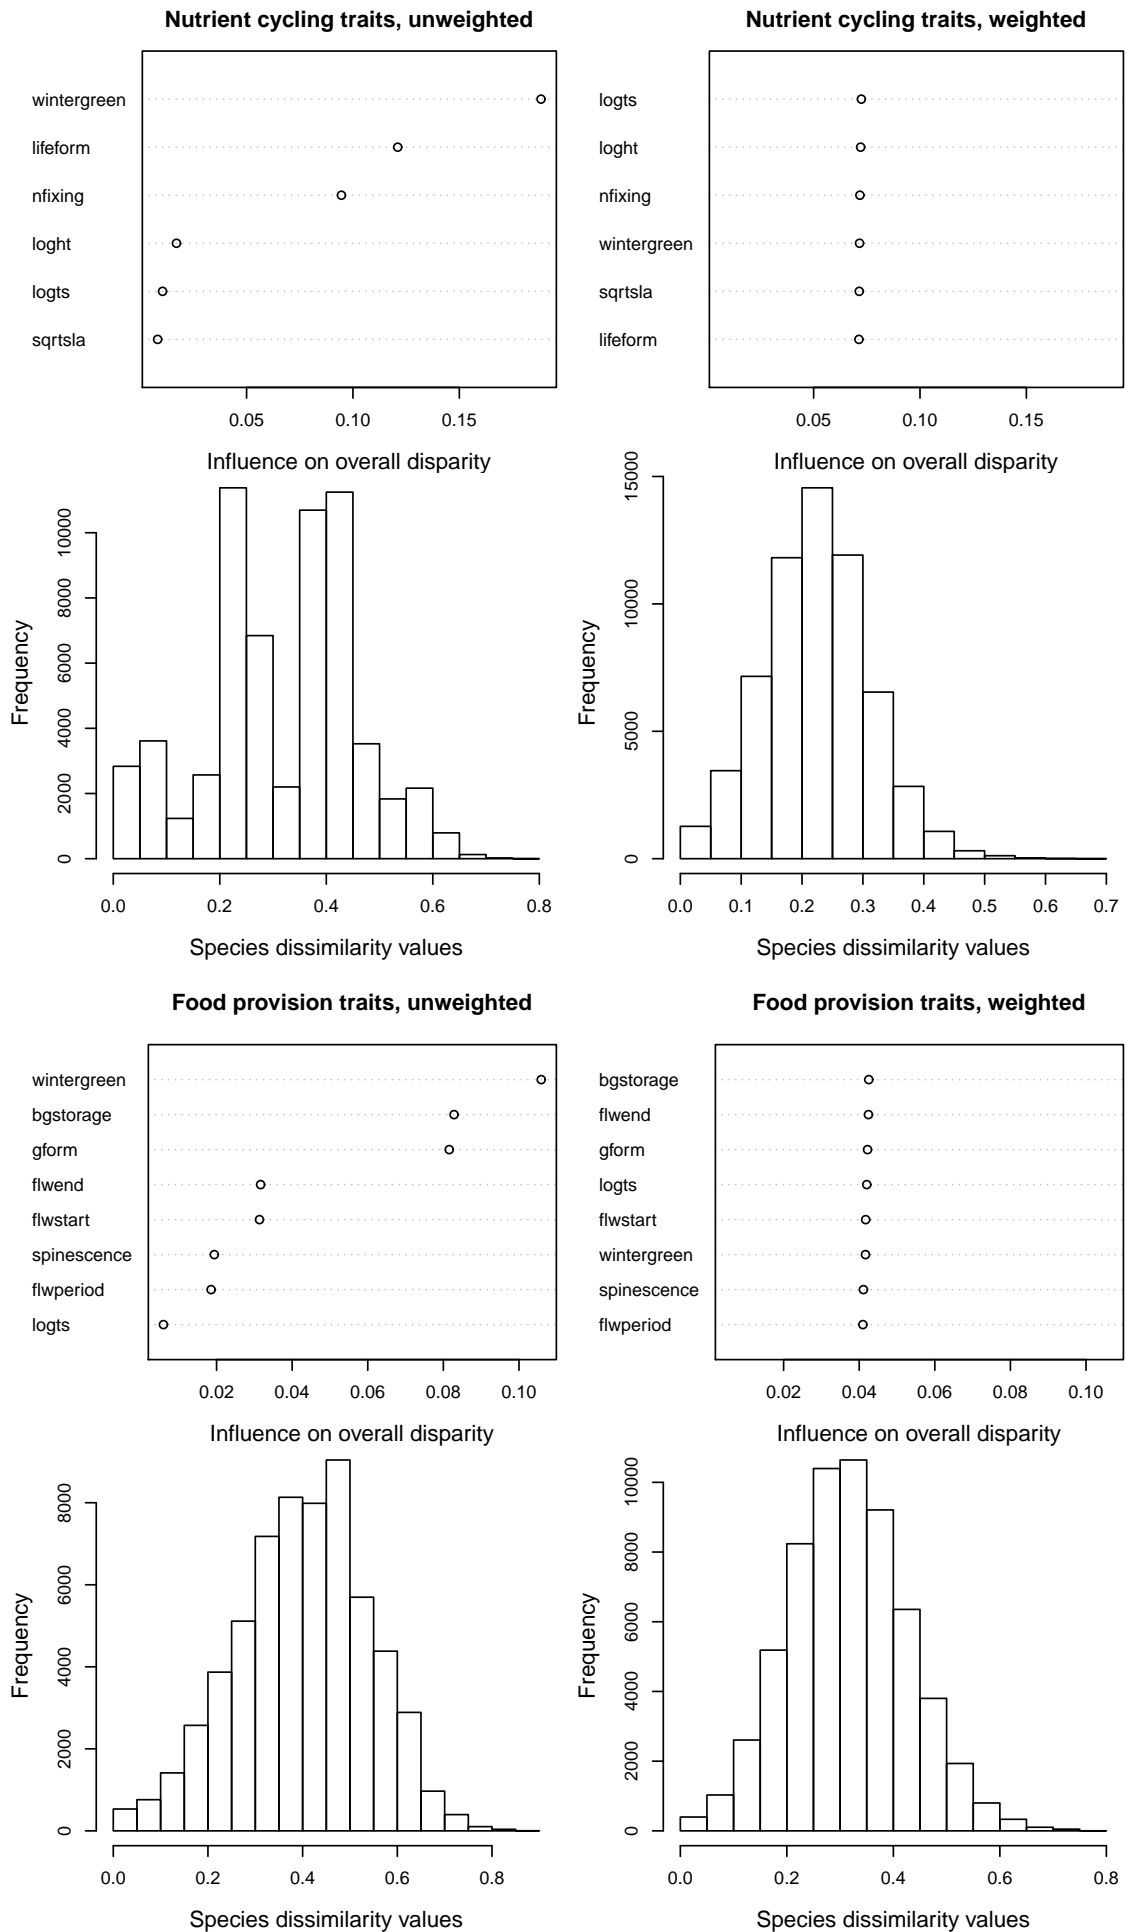 Nutrient cycling traits, unweighted
wintergreen
lifeform
nfixing
loght
logts
sqrtsla
0.05 0.10 0.15
Influence on overall disparity
Nutrient cycling traits, weighted
logts
loght
nfixing
wintergreen
sqrtsla
lifeform
0.05 0.10 0.15
Influence on overall disparity
Frequency
10000
8000
6000
4000
2000
0
0.0 0.2 0.4 0.6 0.8
Species dissimilarity values
Frequency
15000
10000
5000
0
0.0 0.1 0.2 0.3 0.4 0.5 0.6 0.7
Species dissimilarity values
Food provision traits, unweighted
wintergreen
bgstorage
gform
flwend
flwstart
spinescence
flwperiod
logts
0.02 0.04 0.06 0.08 0.10
Influence on overall disparity
Food provision traits, weighted
bgstorage
flwend
gform
logts
flwstart
wintergreen
spinescence
flwperiod
0.02 0.04 0.06 0.08 0.10
Influence on overall disparity
Frequency
8000
6000
4000
2000
0
0.0 0.2 0.4 0.6 0.8
Species dissimilarity values
Frequency
10000
8000
6000
4000
2000
0
0.0 0.2 0.4 0.6 0.8
Species dissimilarity values